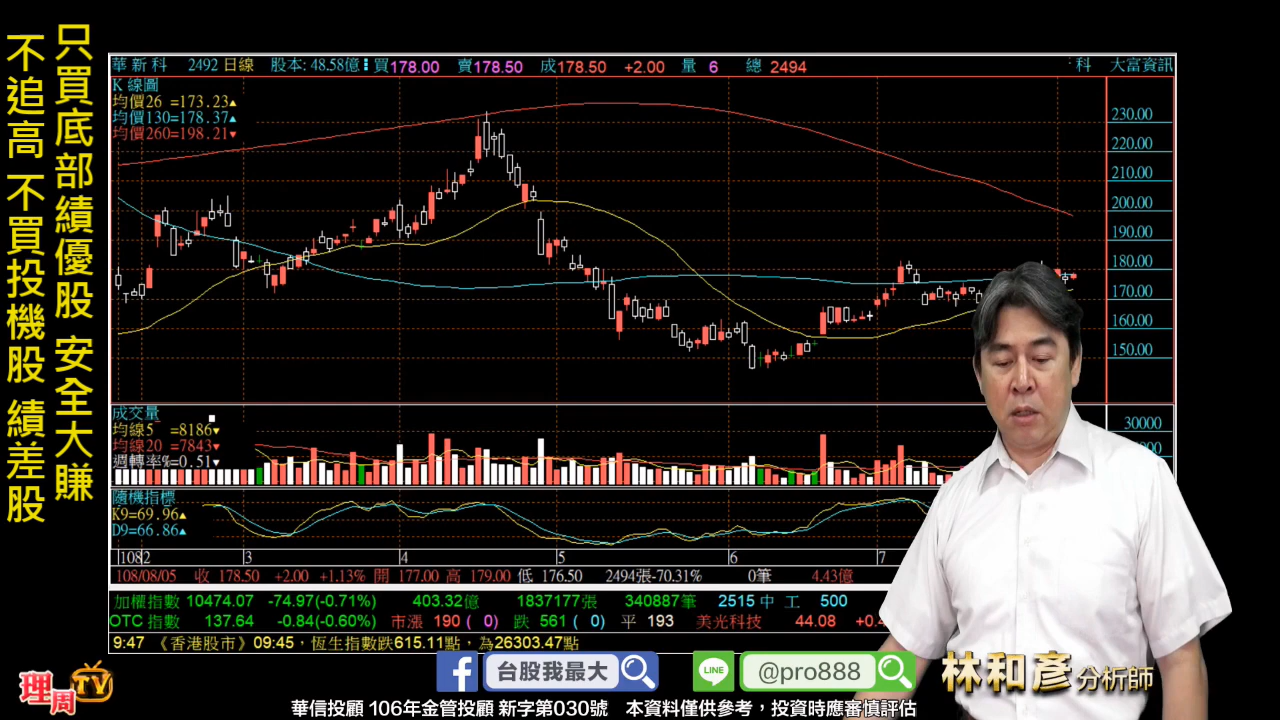 只買底部績優股 安全大賺
不追高 不買投機股 績差股
華新科 2492 日線 股本: 48.58億 買178.00 賣178.50 成178.50 +2.00 量 6 總 2494 科 大富資訊
K 線圖
均價26 =173.23▲
均價130=178.37▲
均價260=198.21▼
230.00
220.00
210.00
200.00
190.00
180.00
170.00
160.00
150.00
成交量
均線5 =8186▼
均線20 =7843▼
週轉率%=0.51▼
30000
隨機指標
K9=69.96▲
D9=66.86▲
1082 3 4 5 6 7
108/08/05 收 178.50 +2.00 +1.13% 開 177.00 高 179.00 低 176.50 2494張-70.31% 0筆 4.43億
加權指數 10474.07 -74.97(-0.71%) 403.32億 1837177張 340887筆 2515 中 工 500
OTC 指數 137.64 -0.84(-0.60%) 市漲 190 ( 0) 跌 561 ( 0) 平 193 美光科技 44.08
9:47 《香港股市》09:45，恆生指數跌615.11點，為26303.47點
理周TV
台股我最大
LINE @pro888
林和彥分析師
華信投顧 106年金管投顧 新字第030號 本資料僅供參考，投資時應審慎評估